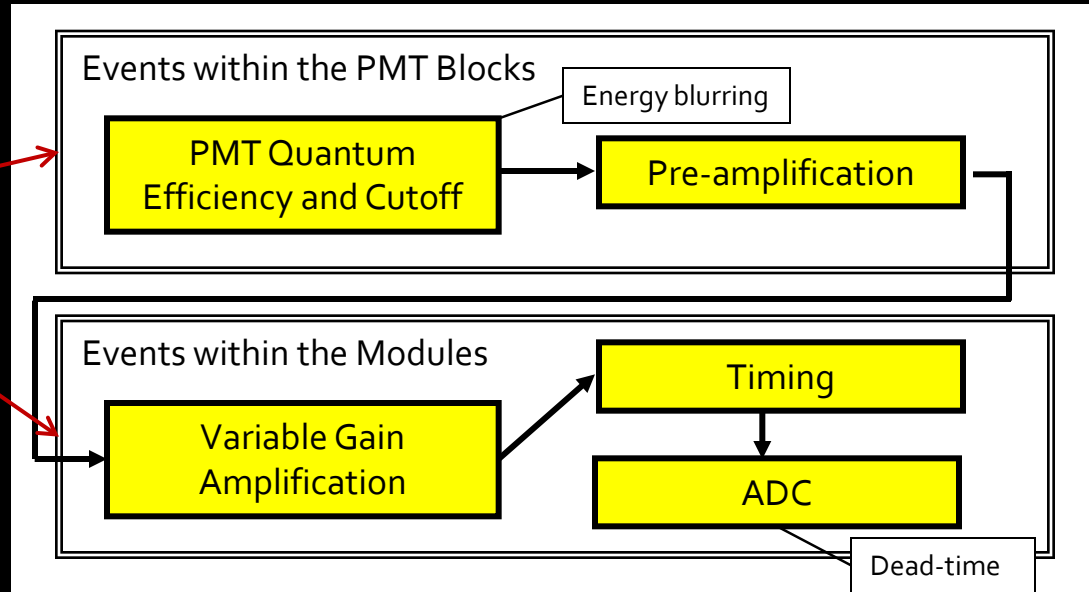 Events within the PMT Blocks
Energy blurring
PMT Quantum
Efficiency and Cutoff
Pre-amplification
Events within the Modules
Variable Gain
Amplification
Timing
ADC
Dead-time